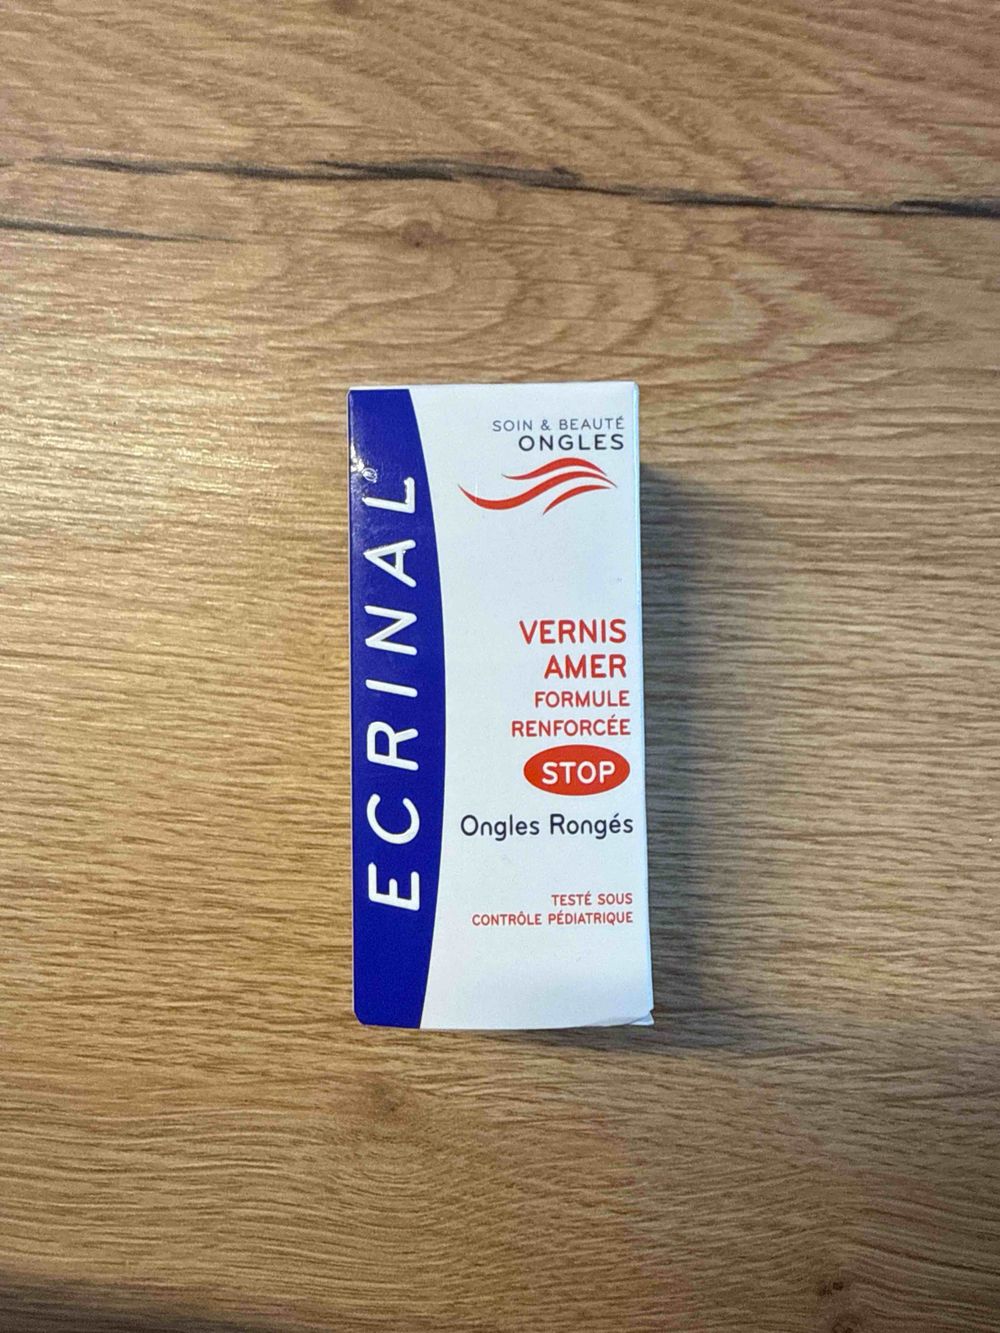 ECRINAL®
SOIN & BEAUTÉ
ONGLES
VERNIS
AMER
FORMULE
RENFORCÉE
STOP
Ongles Rongés
TESTÉ SOUS
CONTRÔLE PÉDIATRIQUE